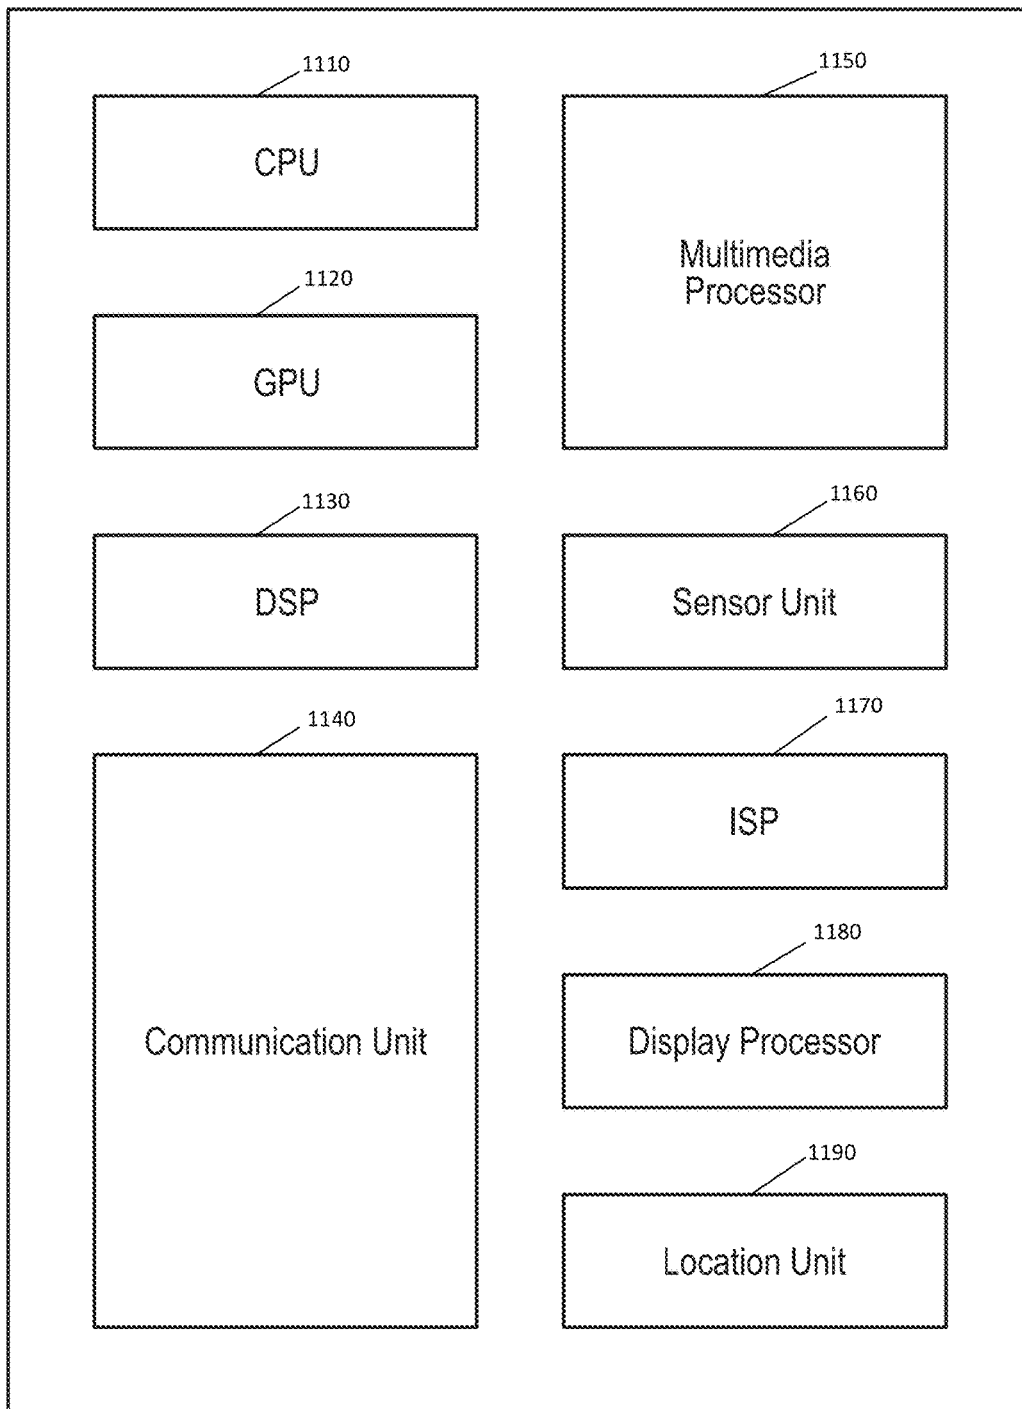 1110
CPU
1120
GPU
1130
DSP
1140
Communication Unit
1150
Multimedia
Processor
1160
Sensor Unit
1170
ISP
1180
Display Processor
1190
Location Unit